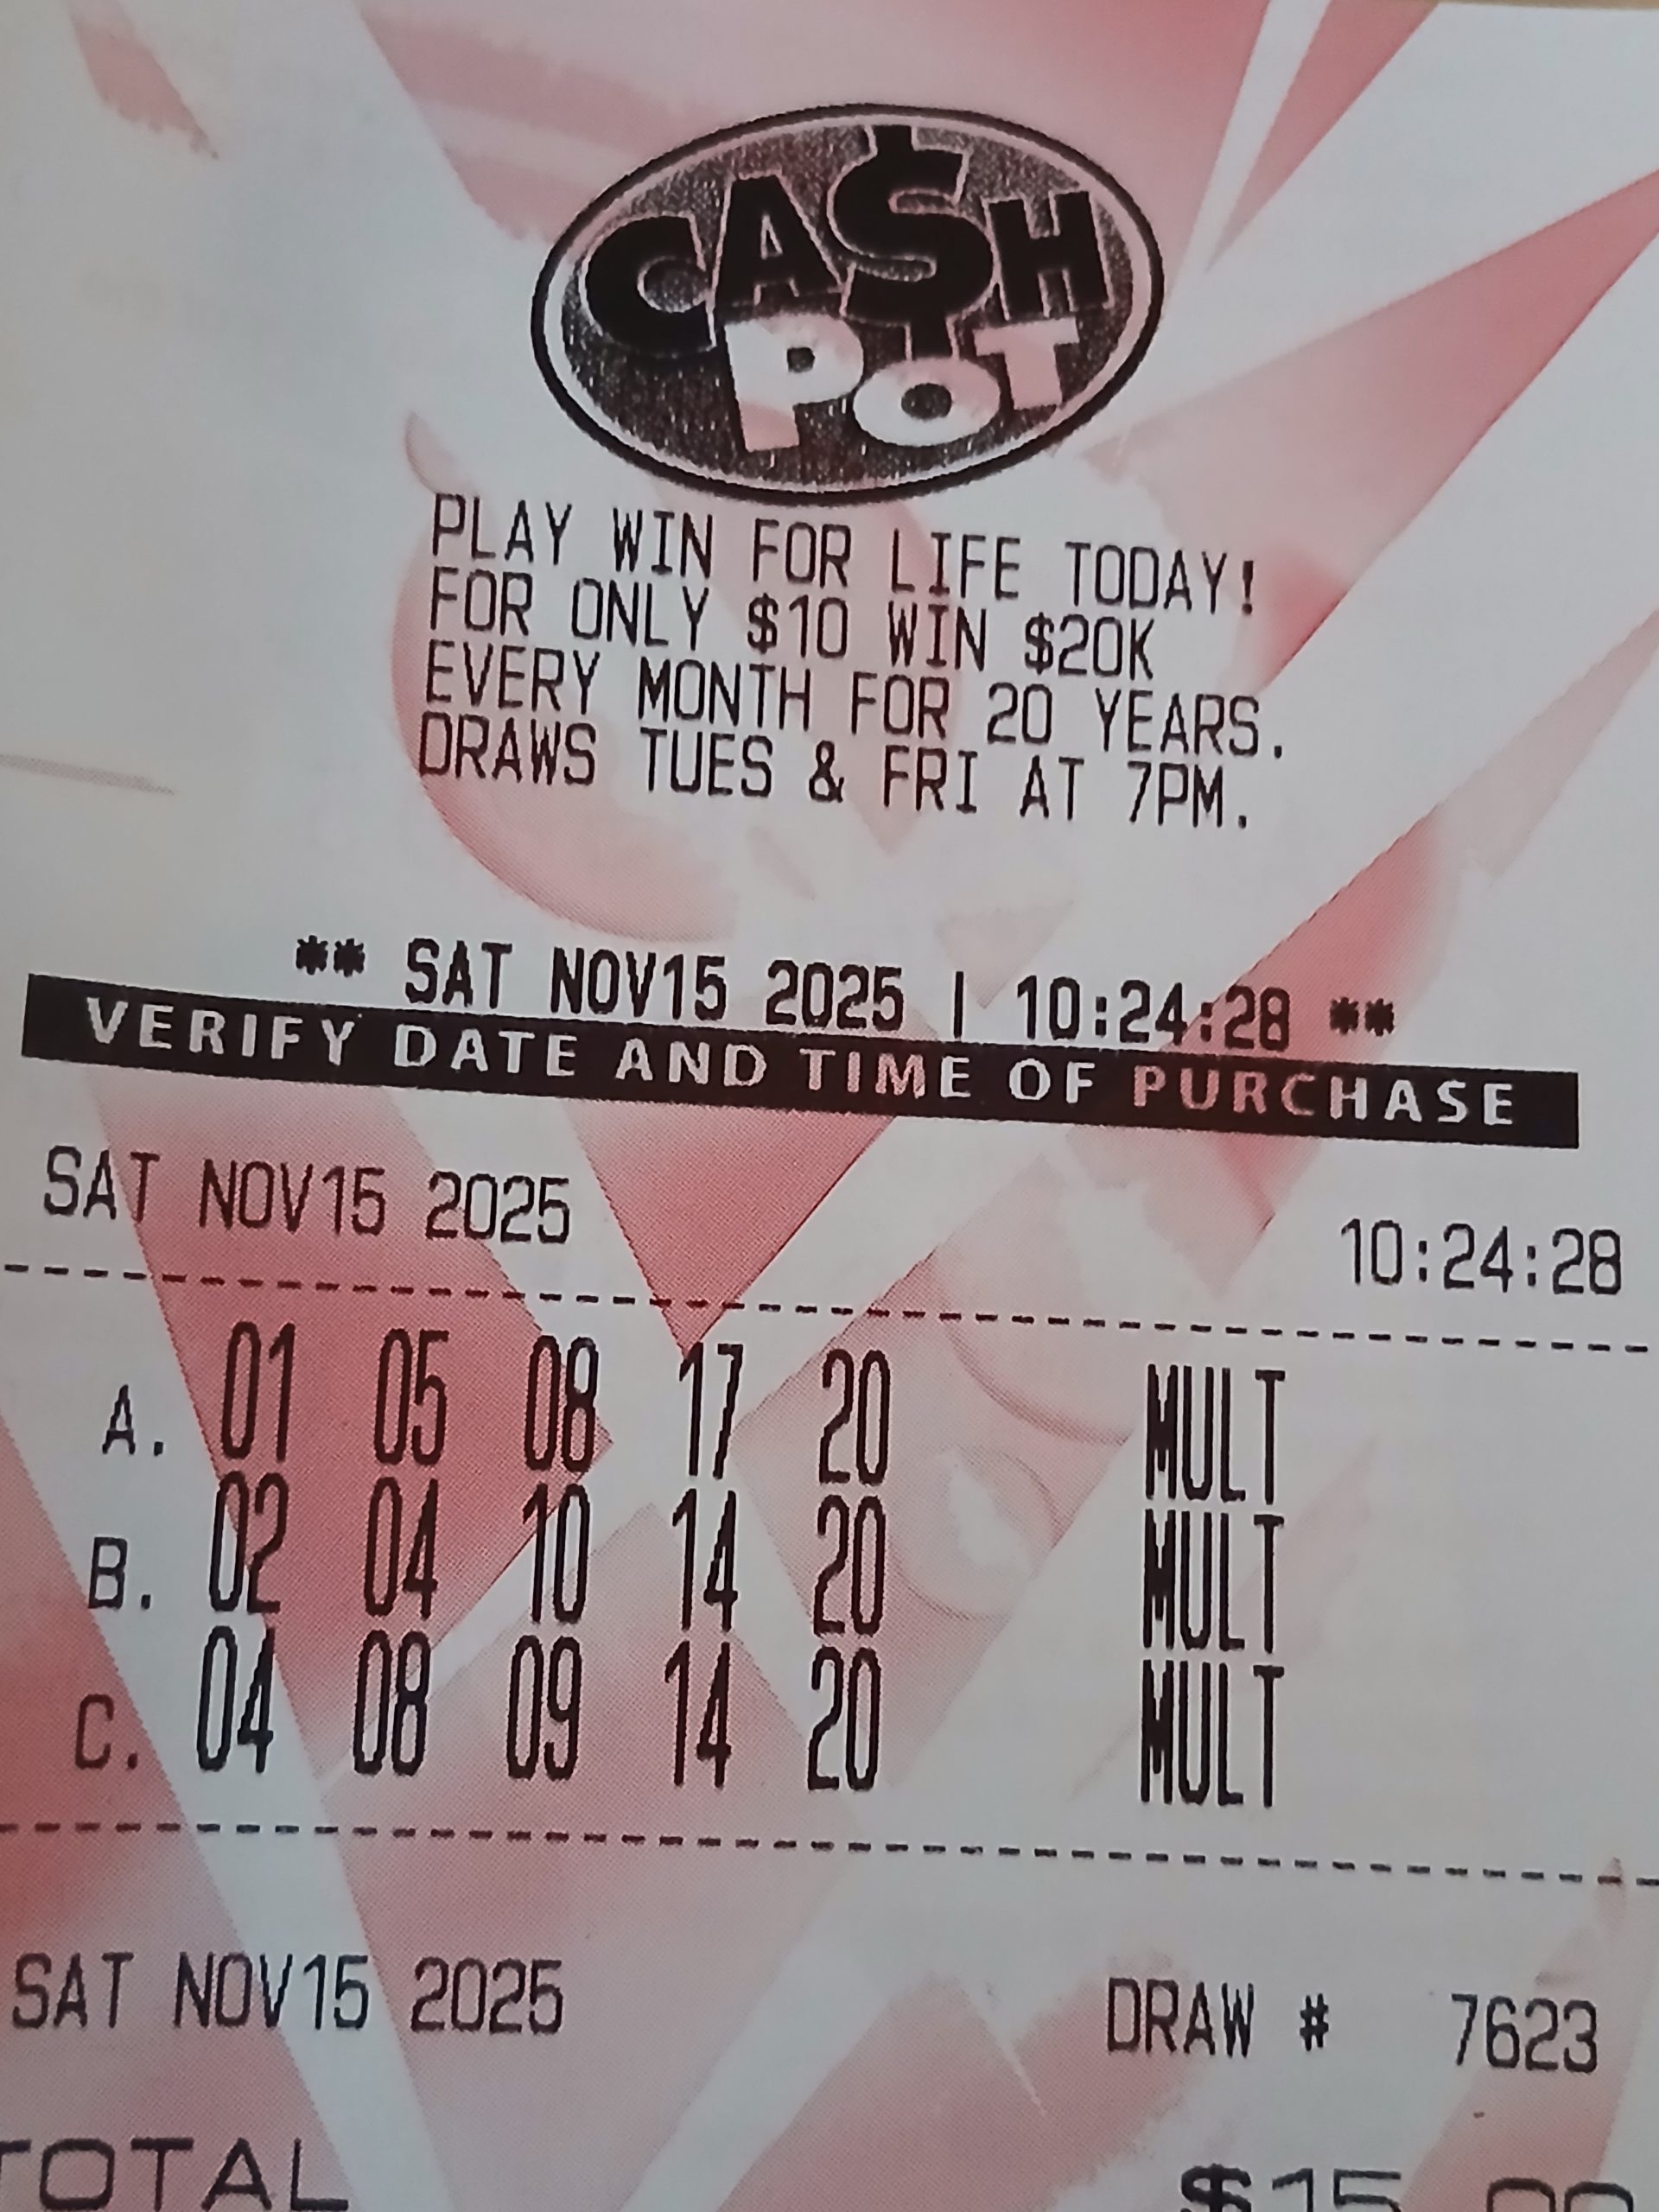 CA$H
POT
PLAY WIN FOR LIFE TODAY!
FOR ONLY $10 WIN $20K
EVERY MONTH FOR 20 YEARS.
DRAWS TUES & FRI AT 7PM.
** SAT NOV15 2025 | 10:24:28 **
VERIFY DATE AND TIME OF PURCHASE
SAT NOV15 2025 10:24:28
A. 01 05 08 17 20 MULT
B. 02 04 10 14 20 MULT
C. 04 08 09 14 20 MULT
SAT NOV15 2025 DRAW # 7623
TOTAL $15.00